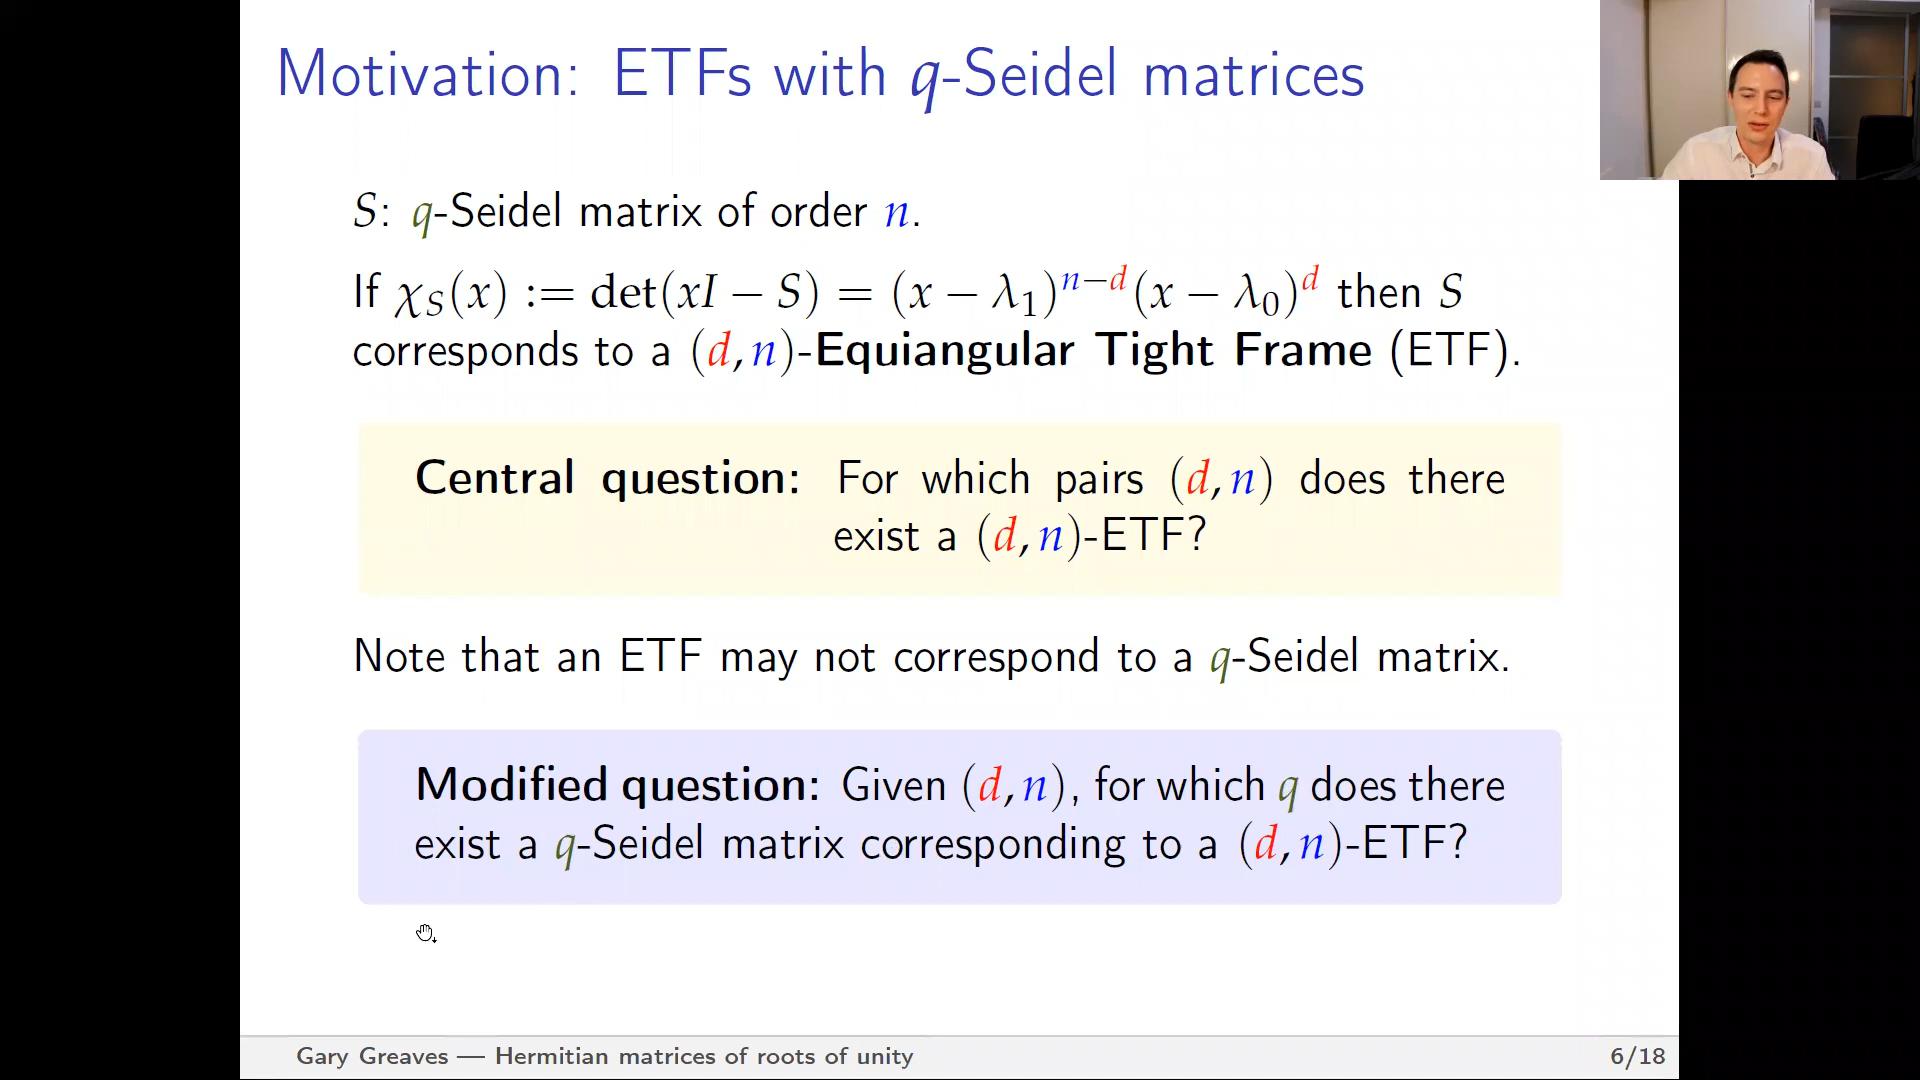 Motivation: ETFs with q-Seidel matrices
S: q-Seidel matrix of order n.
If χ_S(x) := det(xI − S) = (x − λ₁)^{n−d}(x − λ₀)^d then S
corresponds to a (d, n)-Equiangular Tight Frame (ETF).
Central question: For which pairs (d, n) does there
exist a (d, n)-ETF?
Note that an ETF may not correspond to a q-Seidel matrix.
Modified question: Given (d, n), for which q does there
exist a q-Seidel matrix corresponding to a (d, n)-ETF?
Gary Greaves — Hermitian matrices of roots of unity 6/18